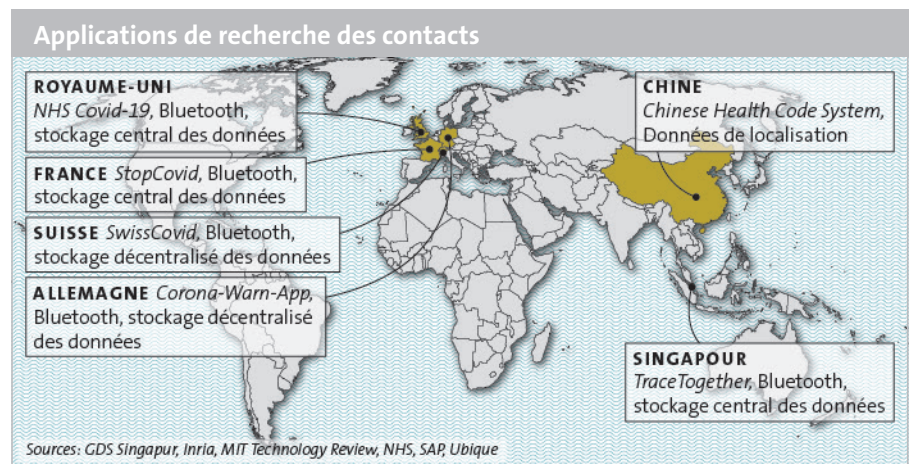 Applications de recherche des contacts
ROYAUME-UNI
NHS Covid-19, Bluetooth,
stockage central des données
FRANCE StopCovid, Bluetooth,
stockage central des données
SUISSE SwissCovid, Bluetooth,
stockage décentralisé des données
ALLEMAGNE Corona-Warn-App,
Bluetooth, stockage décentralisé
des données
CHINE
Chinese Health Code System,
Données de localisation
SINGAPOUR
TraceTogether, Bluetooth,
stockage central des données
Sources: GDS Singapur, Inria, MIT Technology Review, NHS, SAP, Ubique